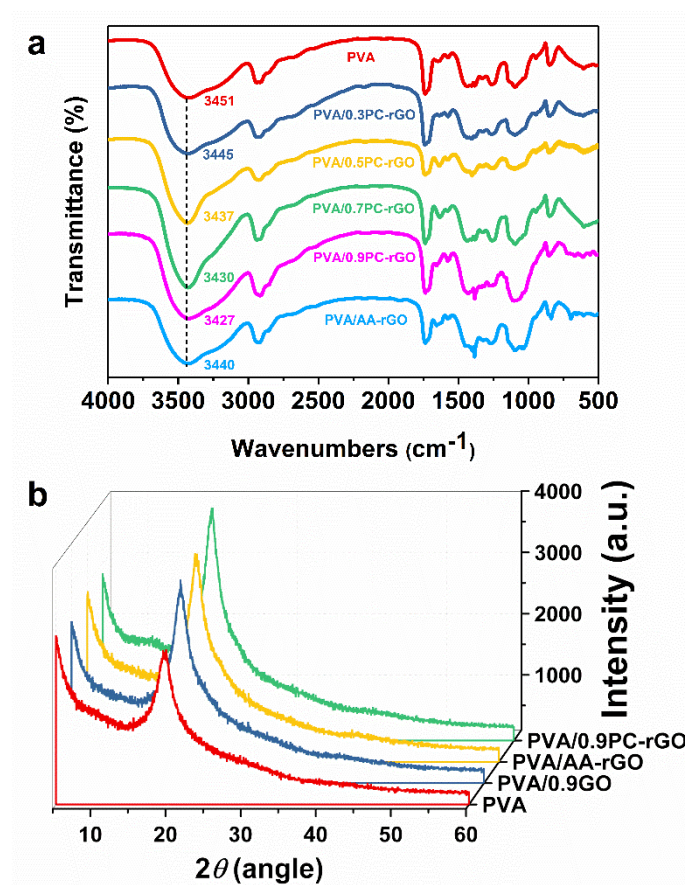 a
Transmittance (%)
PVA
3451
PVA/0.3PC-rGO
3445
PVA/0.5PC-rGO
3437
PVA/0.7PC-rGO
3430
PVA/0.9PC-rGO
3427
PVA/AA-rGO
3440
4000 3500 3000 2500 2000 1500 1000 500
Wavenumbers (cm⁻¹)
b
4000
3000
2000
1000
Intensity (a.u.)
PVA/0.9PC-rGO
PVA/AA-rGO
PVA/0.9GO
PVA
10 20 30 40 50 60
2θ (angle)